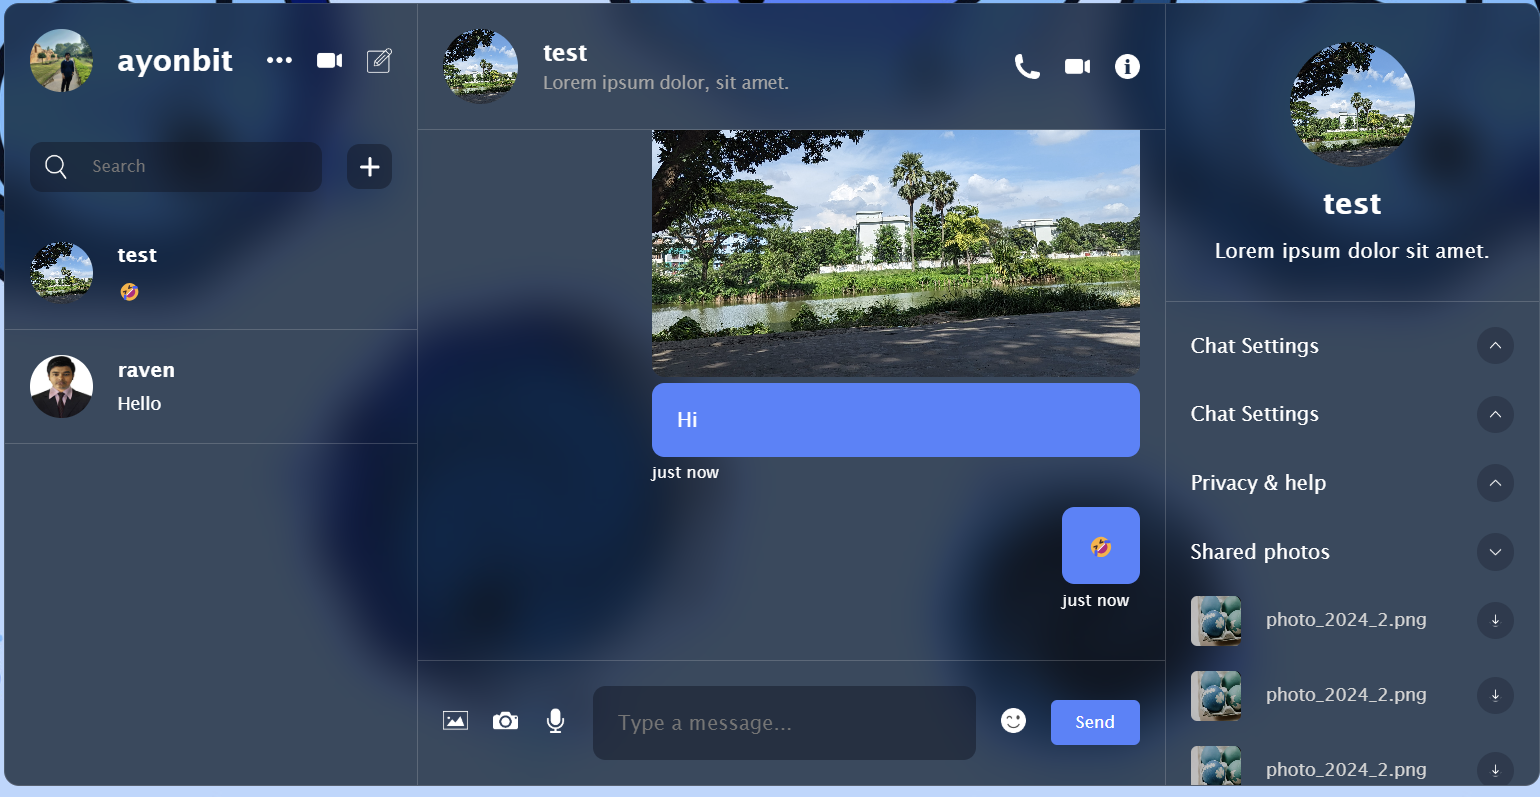 ayonbit
Search
test
🤣
raven
Hello
test
Lorem ipsum dolor, sit amet.
Hi
just now
🤣
just now
Type a message...
Send
test
Lorem ipsum dolor sit amet.
Chat Settings
Chat Settings
Privacy & help
Shared photos
photo_2024_2.png
photo_2024_2.png
photo_2024_2.png